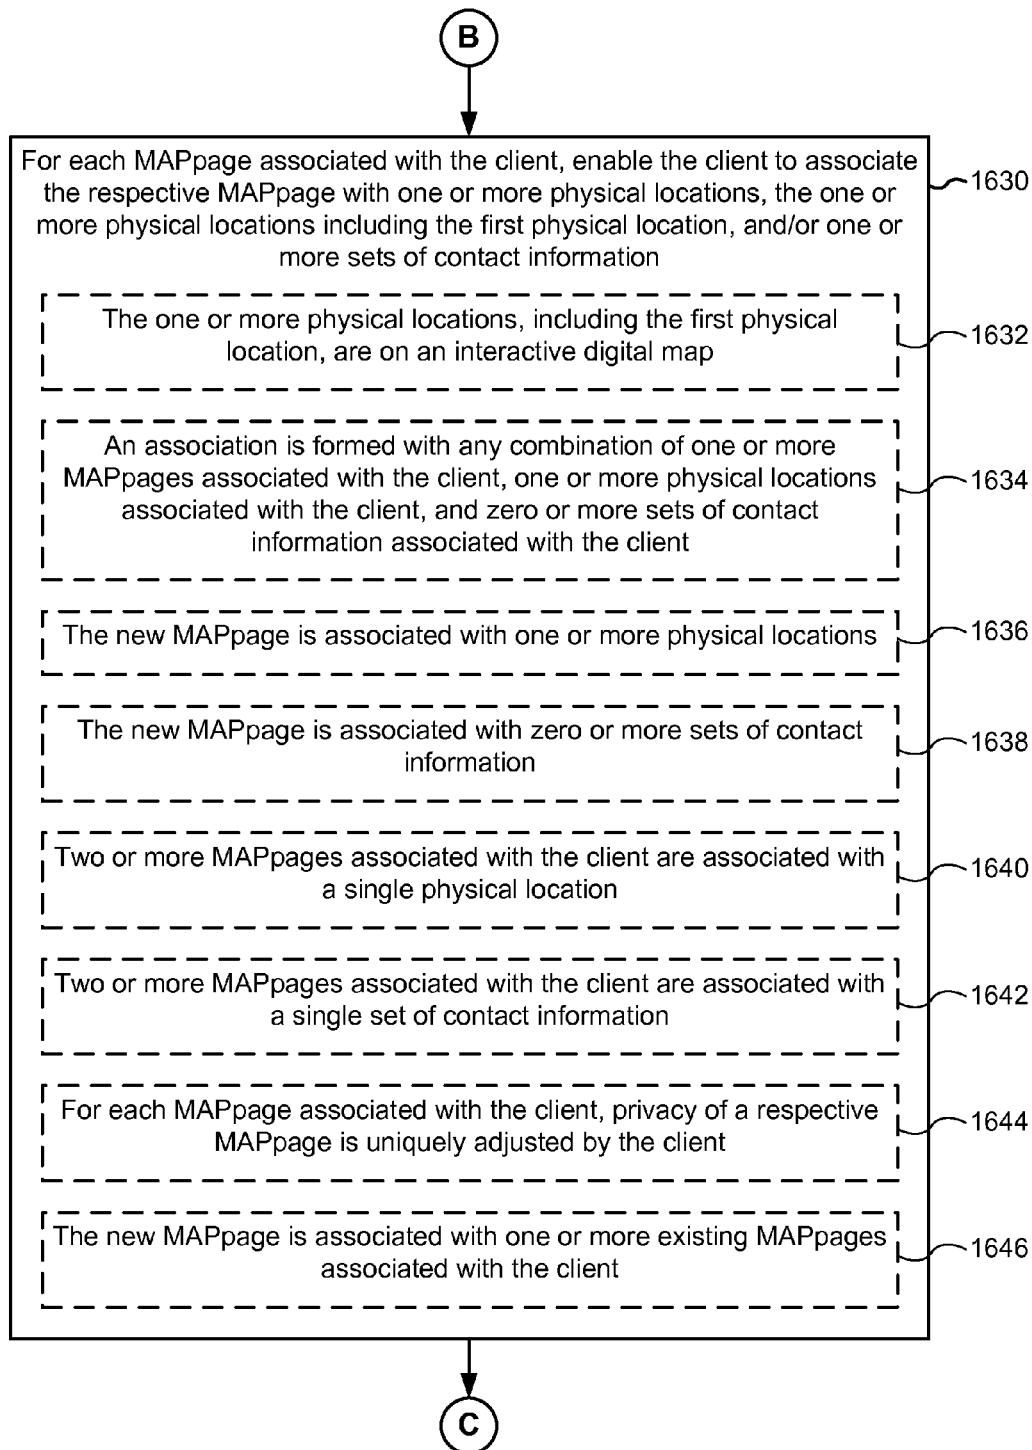 B
For each MAPpage associated with the client, enable the client to associate
the respective MAPpage with one or more physical locations, the one or
more physical locations including the first physical location, and/or one or
more sets of contact information
1630
The one or more physical locations, including the first physical
location, are on an interactive digital map
1632
An association is formed with any combination of one or more
MAPpages associated with the client, one or more physical locations
associated with the client, and zero or more sets of contact
information associated with the client
1634
The new MAPpage is associated with one or more physical locations
1636
The new MAPpage is associated with zero or more sets of contact
information
1638
Two or more MAPpages associated with the client are associated with
a single physical location
1640
Two or more MAPpages associated with the client are associated with
a single set of contact information
1642
For each MAPpage associated with the client, privacy of a respective
MAPpage is uniquely adjusted by the client
1644
The new MAPpage is associated with one or more existing MAPpages
associated with the client
1646
C